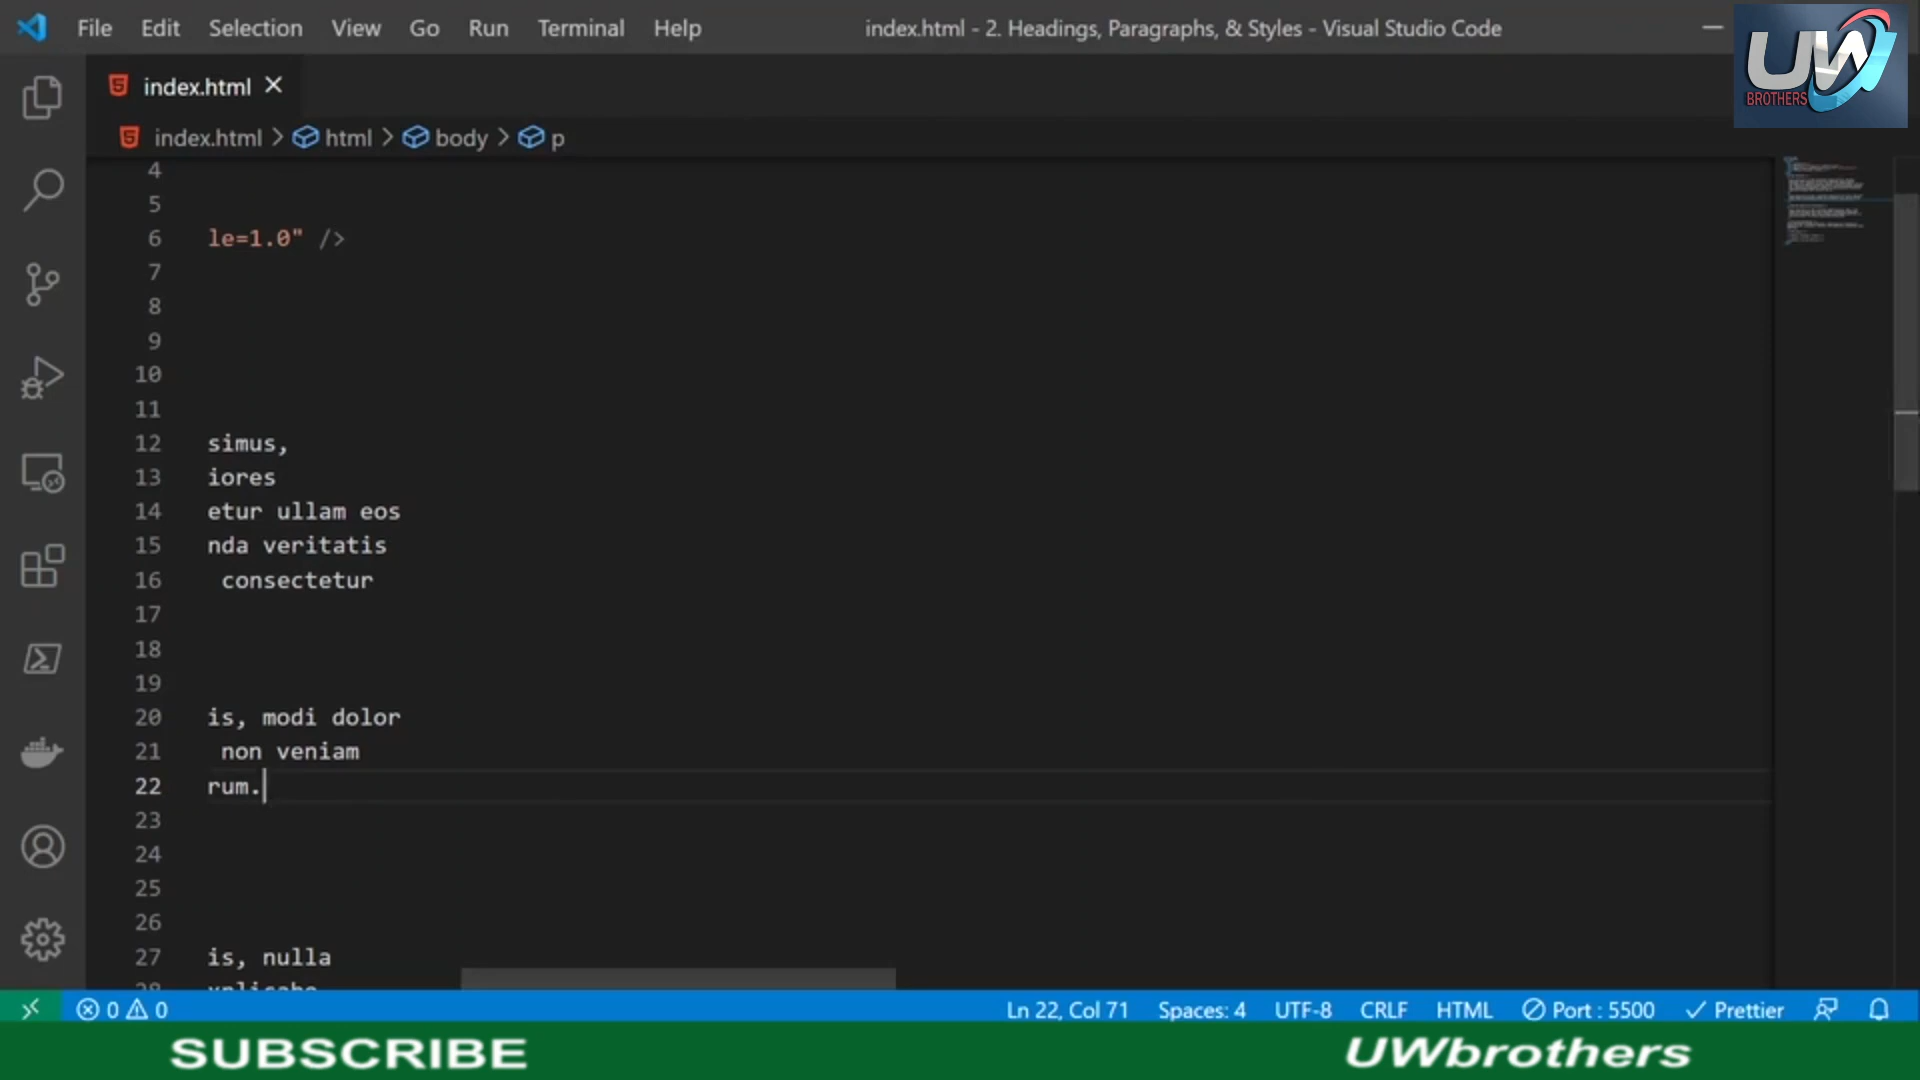 File Edit Selection View Go Run Terminal Help index.html - 2. Headings, Paragraphs, & Styles - Visual Studio Code
UW
BROTHERS
index.html
index.html > html > body > p
4
5
6 le=1.0" />
7
8
9
10
11
12 simus,
13 iores
14 etur ullam eos
15 nda veritatis
16 consectetur
17
18
19
20 is, modi dolor
21 non veniam
22 rum.
23
24
25
26
27 is, nulla
28 xplicabo
0 0 Ln 22, Col 71 Spaces: 4 UTF-8 CRLF HTML Port : 5500 Prettier
SUBSCRIBE UWbrothers